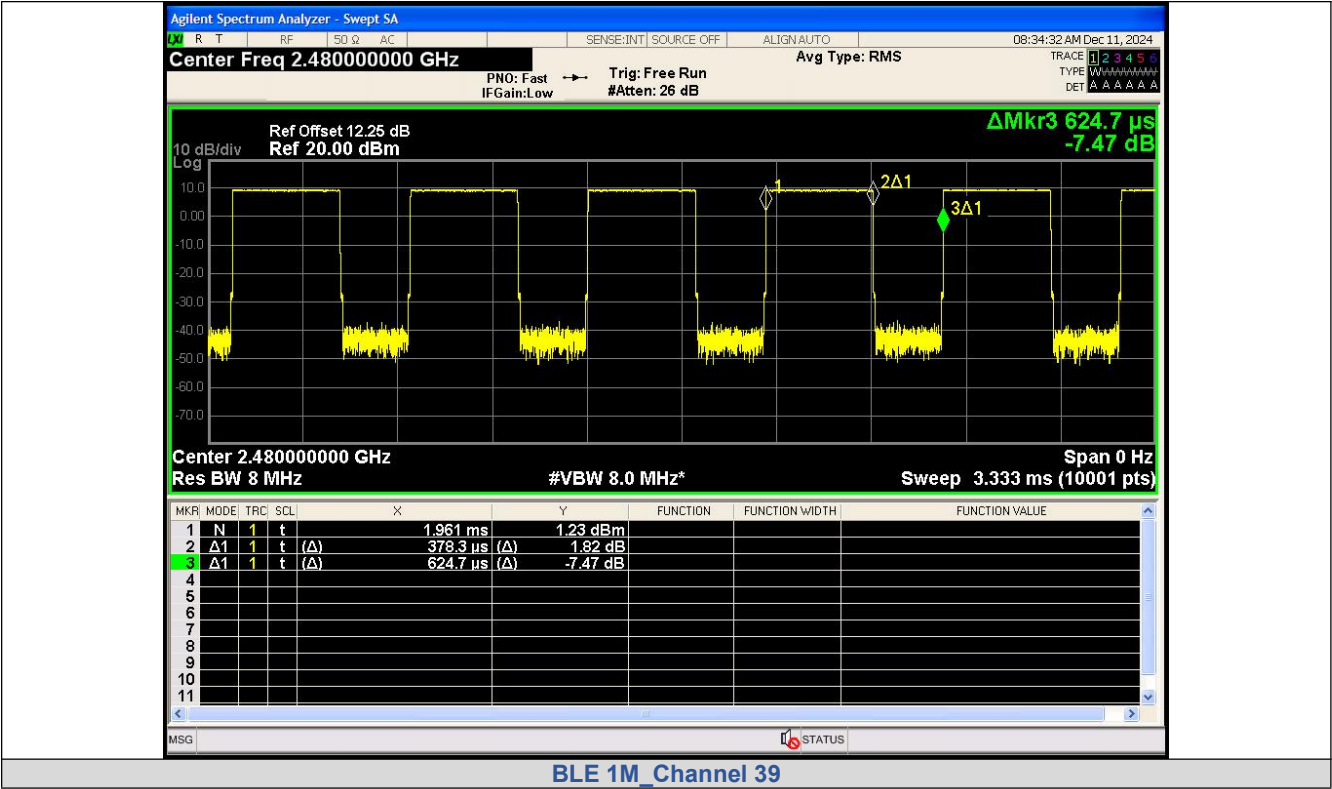 Agilent Spectrum Analyzer - Swept SA
LXI R T RF 50 Ω AC SENSE:INT SOURCE OFF ALIGN AUTO 08:34:32 AM Dec 11, 2024
Center Freq 2.480000000 GHz Avg Type: RMS TRACE 1 2 3 4 5 6
PNO: Fast Trig: Free Run TYPE W
IFGain:Low #Atten: 26 dB DET A A A A A A
ΔMkr3 624.7 µs
Ref Offset 12.25 dB
10 dB/div Ref 20.00 dBm -7.47 dB
Log
10.0
0.00
-10.0
-20.0
-30.0
-40.0
-50.0
-60.0
-70.0
1
2Δ1
3Δ1
Center 2.480000000 GHz Span 0 Hz
Res BW 8 MHz #VBW 8.0 MHz* Sweep 3.333 ms (10001 pts)
MKR MODE TRC SCL X Y FUNCTION FUNCTION WIDTH FUNCTION VALUE
1 N 1 t 1.961 ms 1.23 dBm
2 Δ1 1 t (Δ) 378.3 µs (Δ) 1.82 dB
3 Δ1 1 t (Δ) 624.7 µs (Δ) -7.47 dB
4
5
6
7
8
9
10
11
MSG STATUS
BLE 1M_Channel 39